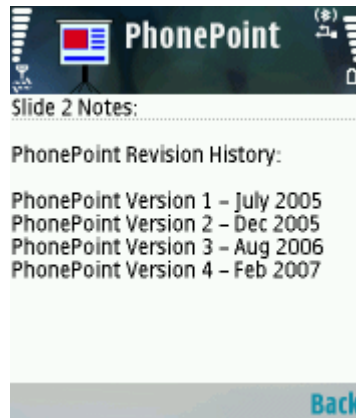 PhonePoint
Slide 2 Notes:
PhonePoint Revision History:
PhonePoint Version 1 – July 2005
PhonePoint Version 2 – Dec 2005
PhonePoint Version 3 – Aug 2006
PhonePoint Version 4 – Feb 2007
Back